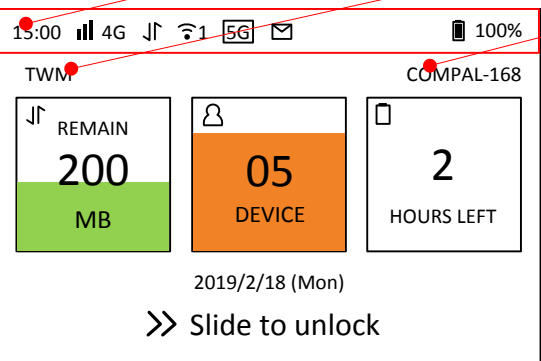 15:00 4G 1 5G 100%
TWM COMPAL-168
REMAIN
200
MB
05
DEVICE
2
HOURS LEFT
2019/2/18 (Mon)
Slide to unlock